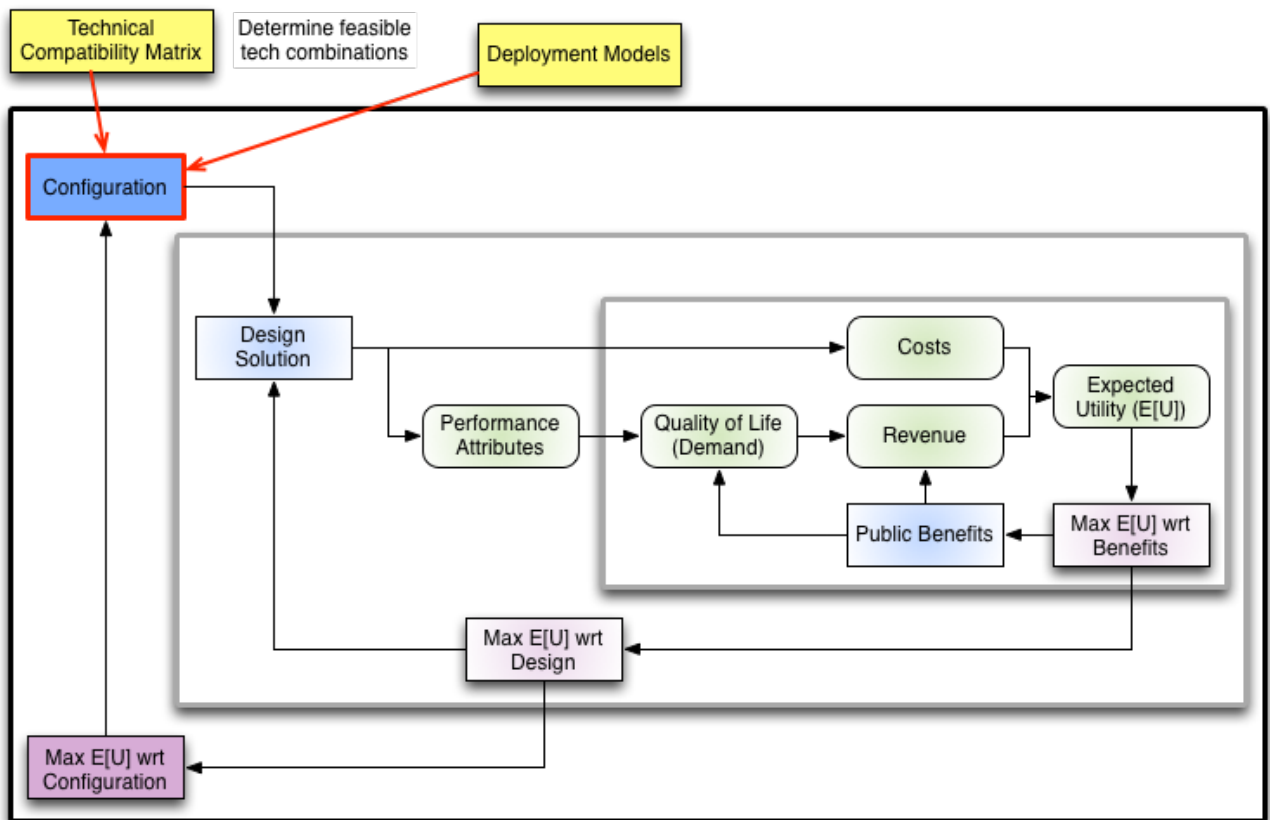 Technical
Compatibility Matrix
Determine feasible
tech combinations
Deployment Models
Configuration
Design
Solution
Costs
Expected
Utility (E[U])
Performance
Attributes
Quality of Life
(Demand)
Revenue
Public Benefits
Max E[U] wrt
Benefits
Max E[U] wrt
Design
Max E[U] wrt
Configuration